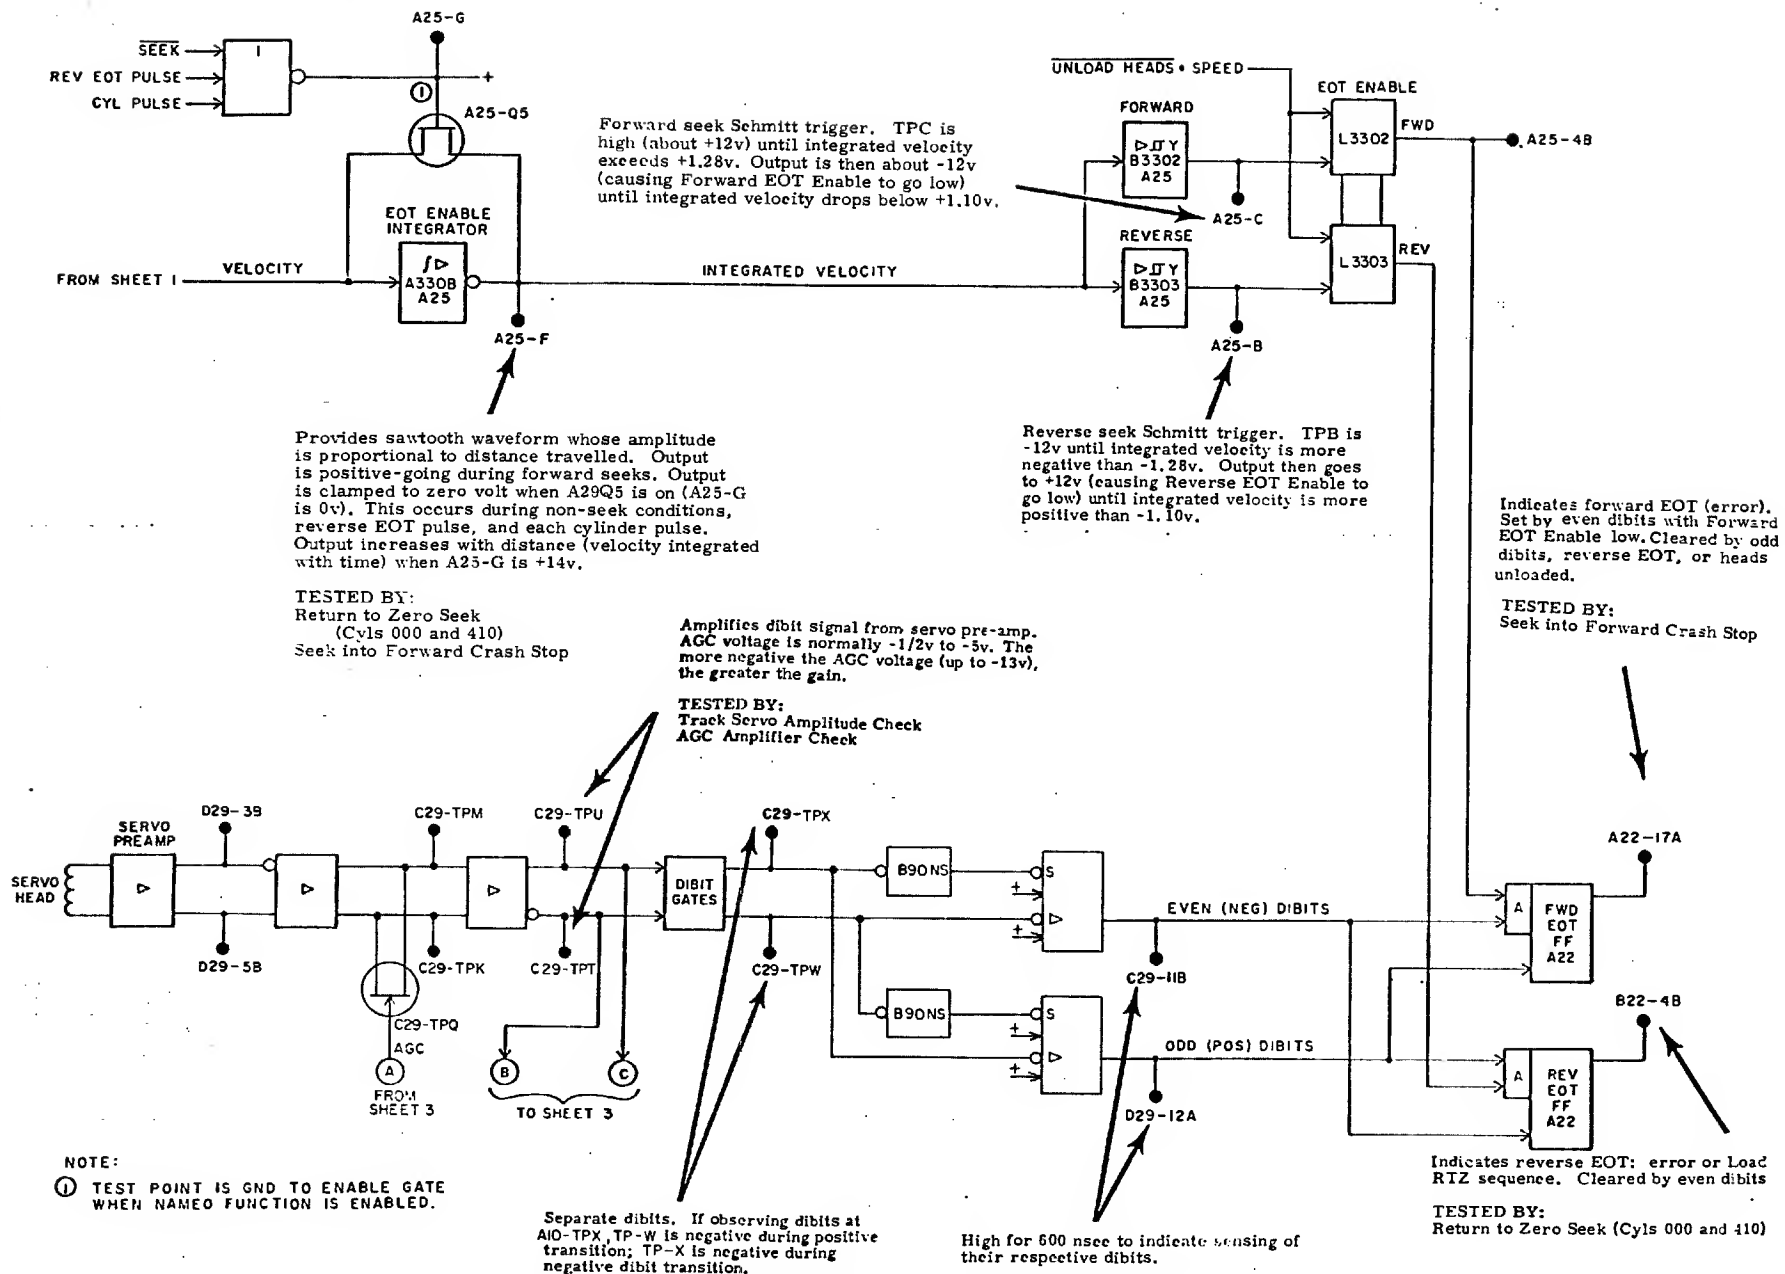 A25-G
SEEK
REV EOT PULSE
CYL PULSE
I
+
1
A25-Q5
FROM SHEET 1
VELOCITY
EOT ENABLE
INTEGRATOR
∫▷
A330B
A25
A25-F
INTEGRATED VELOCITY
Forward seek Schmitt trigger. TPC is
high (about +12v) until integrated velocity
exceeds +1.28v. Output is then about -12v
(causing Forward EOT Enable to go low)
until integrated velocity drops below +1.10v.
UNLOAD HEADS • SPEED
FORWARD
Y
B3302
A25
A25-C
REVERSE
Y
B3303
A25
A25-B
EOT ENABLE
L3302
FWD
A25-4B
L3303
REV
Provides sawtooth waveform whose amplitude
is proportional to distance travelled. Output
is positive-going during forward seeks. Output
is clamped to zero volt when A29Q5 is on (A25-G
is 0v). This occurs during non-seek conditions,
reverse EOT pulse, and each cylinder pulse.
Output increases with distance (velocity integrated
with time) when A25-G is +14v.
TESTED BY:
Return to Zero Seek
(Cyls 000 and 410)
Seek into Forward Crash Stop
Reverse seek Schmitt trigger. TPB is
-12v until integrated velocity is more
negative than -1.28v. Output then goes
to +12v (causing Reverse EOT Enable to
go low) until integrated velocity is more
positive than -1.10v.
Indicates forward EOT (error).
Set by even dibits with Forward
EOT Enable low. Cleared by odd
dibits, reverse EOT, or heads
unloaded.
TESTED BY:
Seek into Forward Crash Stop
Amplifies dibit signal from servo pre-amp.
AGC voltage is normally -1/2v to -5v. The
more negative the AGC voltage (up to -13v),
the greater the gain.
TESTED BY:
Track Servo Amplitude Check
AGC Amplifier Check
SERVO
HEAD
SERVO
PREAMP
D29-3B
D29-5B
C29-TPM
C29-TPK
C29-TPQ
AGC
A
FROM
SHEET 3
C29-TPU
C29-TPT
B
C
TO SHEET 3
DIBIT
GATES
C29-TPX
C29-TPW
B90NS
S
+
+
EVEN (NEG) DIBITS
C29-11B
B90NS
S
+
+
ODD (POS) DIBITS
D29-12A
A22-17A
A
FWD
EOT
FF
A22
B22-4B
A
REV
EOT
FF
A22
NOTE:
1 TEST POINT IS GND TO ENABLE GATE
WHEN NAMED FUNCTION IS ENABLED.
Separate dibits. If observing dibits at
A10-TPX, TP-W is negative during positive
transition; TP-X is negative during
negative dibit transition.
High for 600 nsec to indicate sensing of
their respective dibits.
Indicates reverse EOT: error or Load
RTZ sequence. Cleared by even dibits
TESTED BY:
Return to Zero Seek (Cyls 000 and 410)